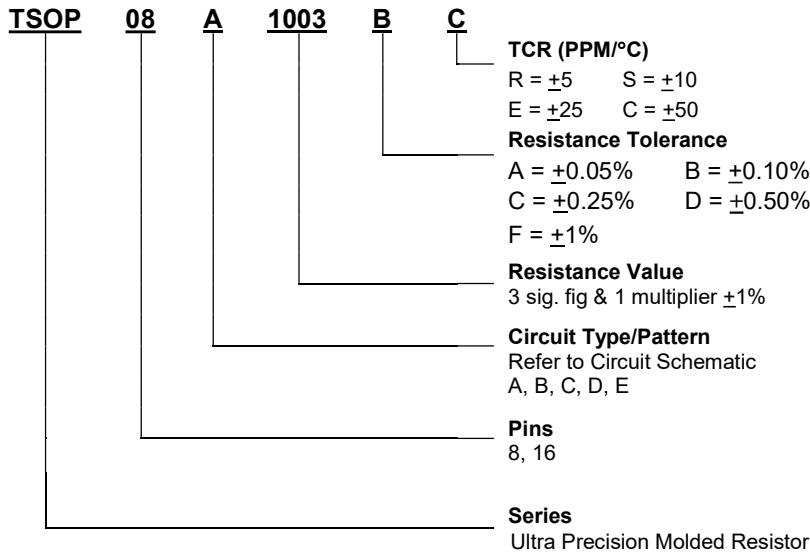 TSOP 08 A 1003 B C
TCR (PPM/°C)
R = ±5 S = ±10
E = ±25 C = ±50
Resistance Tolerance
A = ±0.05% B = ±0.10%
C = ±0.25% D = ±0.50%
F = ±1%
Resistance Value
3 sig. fig & 1 multiplier ±1%
Circuit Type/Pattern
Refer to Circuit Schematic
A, B, C, D, E
Pins
8, 16
Series
Ultra Precision Molded Resistor